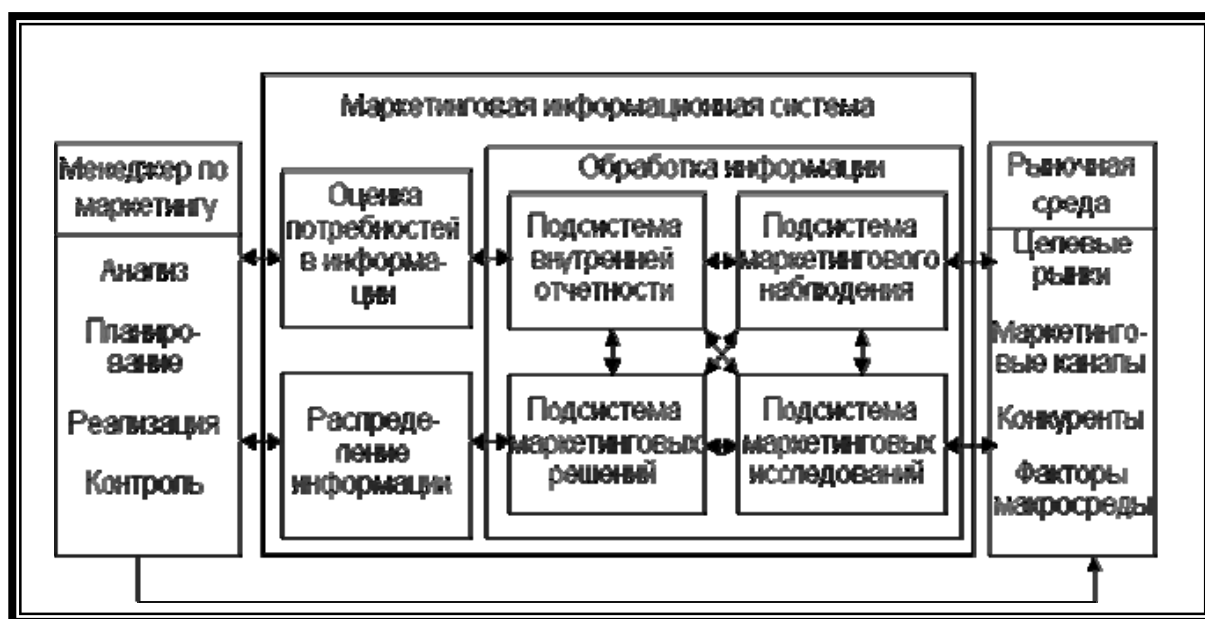 Маркетинговая информационная система
Менеджер по
маркетингу
Анализ
Планиро-
вание
Реализация
Контроль
Оценка
потребностей
в информа-
ции
Распреде-
ление
информации
Обработка информации
Подсистема
внутренней
отчетности
Подсистема
маркетингового
наблюдения
Подсистема
маркетинговых
решений
Подсистема
маркетинговых
исследований
Рыночная
среда
Целевые
рынки
Маркетинго-
вые каналы
Конкуренты
Факторы
макросреды